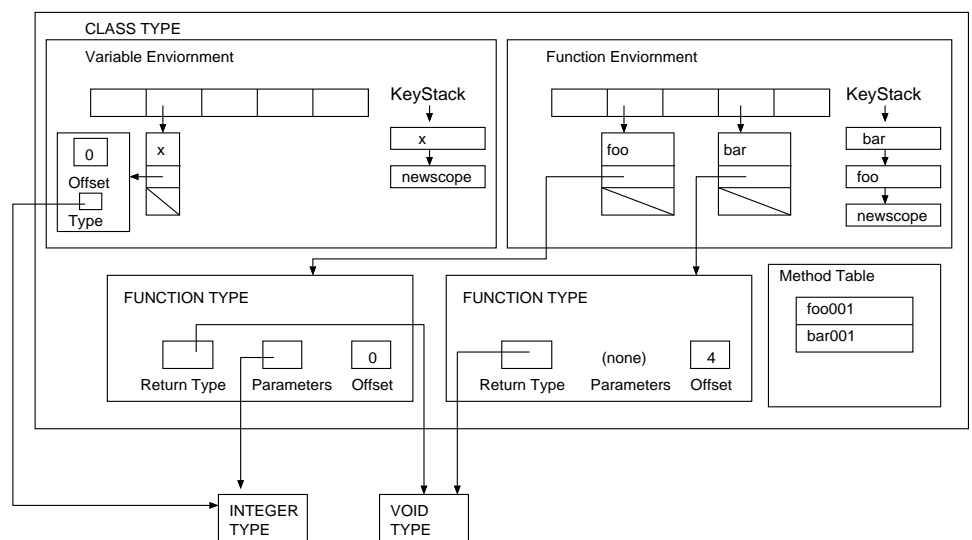 CLASS TYPE
Variable Enviornment
KeyStack
x
newscope
x
0
Offset
Type
Function Enviornment
KeyStack
bar
foo
newscope
foo
bar
FUNCTION TYPE
Return Type
Parameters
0
Offset
FUNCTION TYPE
Return Type
(none)
Parameters
4
Offset
Method Table
foo001
bar001
INTEGER
TYPE
VOID
TYPE